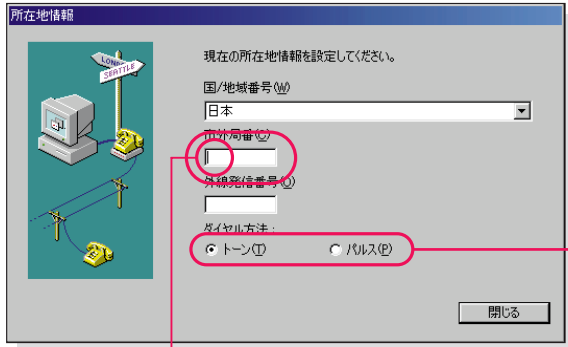 所在地情報
LONDON
SEATTLE
現在の所在地情報を設定してください。
国/地域番号(W)
日本
市外局番(C)
外線発信番号(O)
ダイヤル方法：
トーン(T) パルス(P)
閉じる